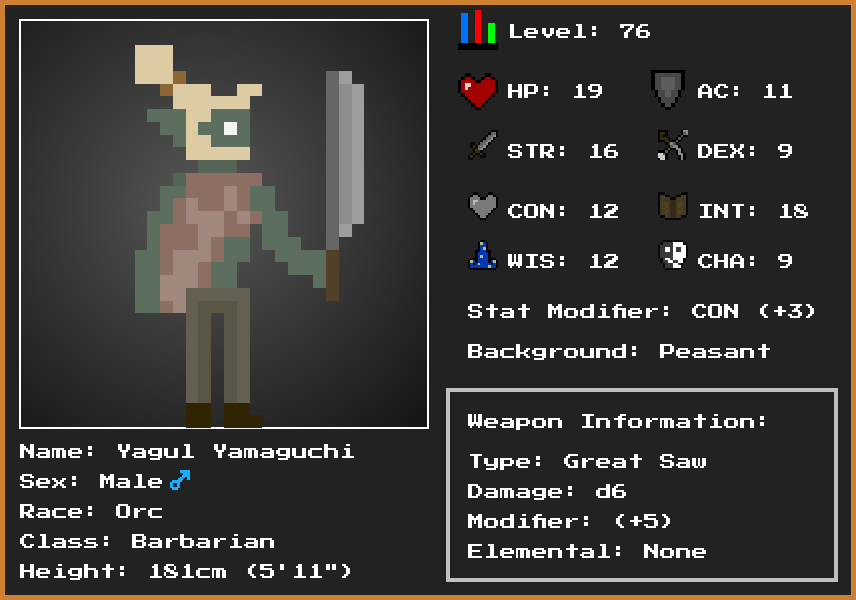 Level: 76
HP: 19 AC: 11
STR: 16 DEX: 9
CON: 12 INT: 18
WIS: 12 CHA: 9
Stat Modifier: CON (+3)
Background: Peasant
Weapon Information:
Type: Great Saw
Damage: d6
Modifier: (+5)
Elemental: None
Name: Yagul Yamaguchi
Sex: Male ♂
Race: Orc
Class: Barbarian
Height: 181cm (5'11")